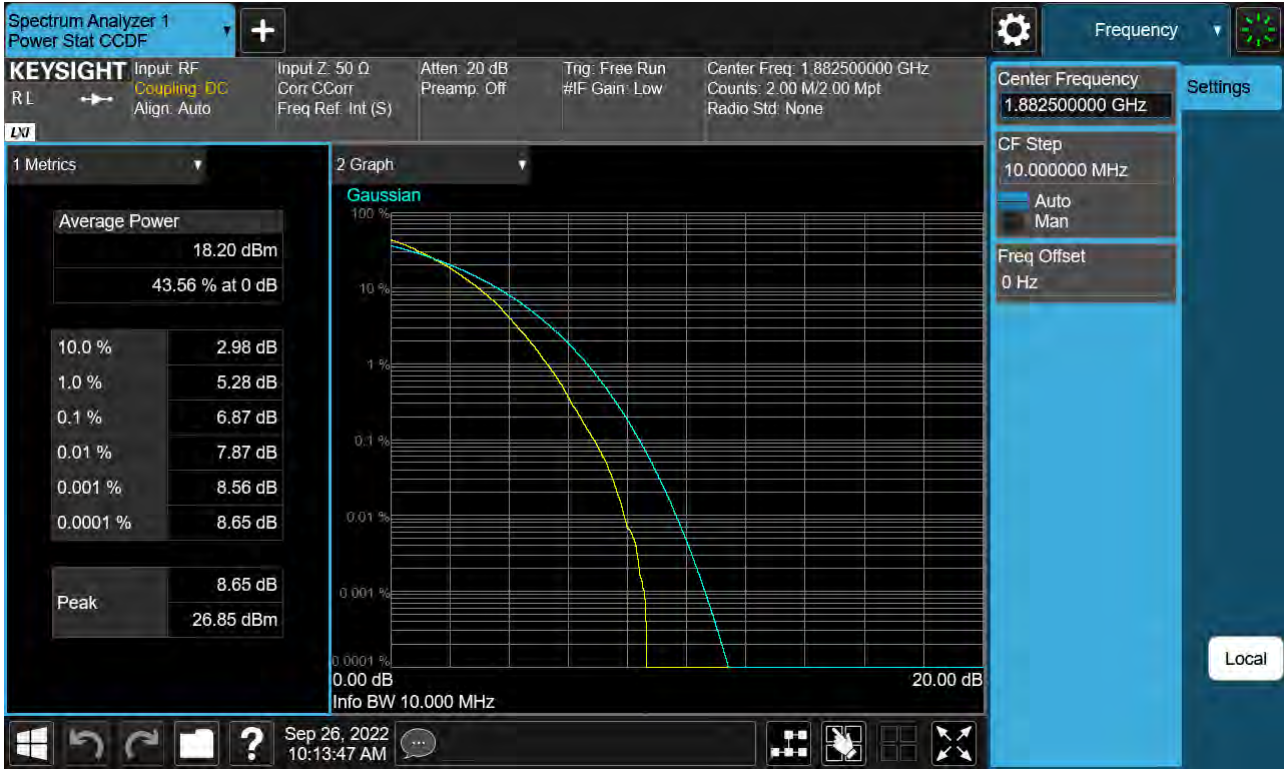 Spectrum Analyzer 1
Power Stat CCDF
Frequency
KEYSIGHT
R L
LXI
Input: RF
Coupling: DC
Align: Auto
Input Z: 50 Ω
Corr CCorr
Freq Ref: Int (S)
Atten: 20 dB
Preamp: Off
Trig: Free Run
#IF Gain: Low
Center Freq: 1.882500000 GHz
Counts: 2.00 M/2.00 Mpt
Radio Std: None
Center Frequency
1.882500000 GHz
Settings
CF Step
10.000000 MHz
Auto
Man
Freq Offset
0 Hz
1 Metrics
Average Power
18.20 dBm
43.56 % at 0 dB
10.0 % 2.98 dB
1.0 % 5.28 dB
0.1 % 6.87 dB
0.01 % 7.87 dB
0.001 % 8.56 dB
0.0001 % 8.65 dB
Peak
8.65 dB
26.85 dBm
2 Graph
Gaussian
100 %
10 %
1 %
0.1 %
0.01 %
0.001 %
0.0001 %
0.00 dB
20.00 dB
Info BW 10.000 MHz
Local
?
Sep 26, 2022
10:13:47 AM